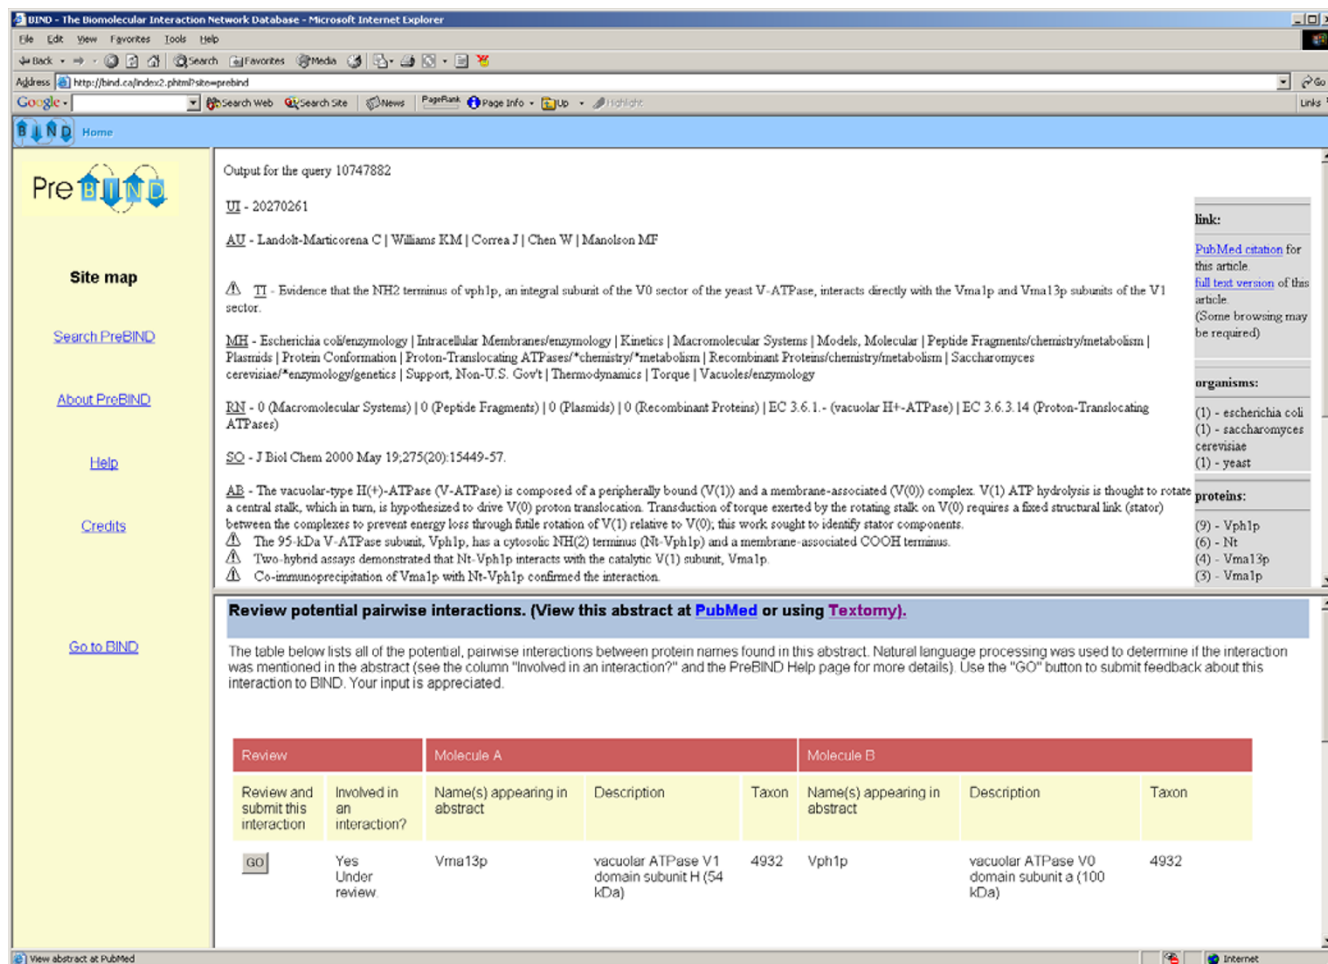 BIND - The Biomolecular Interaction Network Database - Microsoft Internet Explorer
File Edit View Favorites Tools Help
Back Search Favorites Media
Address http://bind.ca/index2.phtml?site=prebind Go
Google Search Web Search Site News PageRank Page Info Up Highlight Links
BIND Home
Pre BIND
Site map
Search PreBIND
About PreBIND
Help
Credits
Go to BIND
Output for the query 10747882
UI - 20270261
AU - Landolt-Marticorena C | Williams KM | Correa J | Chen W | Manolson MF
TI - Evidence that the NH2 terminus of vph1p, an integral subunit of the V0 sector of the yeast V-ATPase, interacts directly with the Vma1p and Vma13p subunits of the V1
sector.
MH - Escherichia coli/enzymology | Intracellular Membranes/enzymology | Kinetics | Macromolecular Systems | Models, Molecular | Peptide Fragments/chemistry/metabolism |
Plasmids | Protein Conformation | Proton-Translocating ATPases/*chemistry/*metabolism | Recombinant Proteins/chemistry/metabolism | Saccharomyces
cerevisiae/*enzymology/genetics | Support, Non-U.S. Gov't | Thermodynamics | Torque | Vacuoles/enzymology
RN - 0 (Macromolecular Systems) | 0 (Peptide Fragments) | 0 (Plasmids) | 0 (Recombinant Proteins) | EC 3.6.1.- (vacuolar H+-ATPase) | EC 3.6.3.14 (Proton-Translocating
ATPases)
SO - J Biol Chem 2000 May 19;275(20):15449-57.
AB - The vacuolar-type H(+)-ATPase (V-ATPase) is composed of a peripherally bound (V(1)) and a membrane-associated (V(0)) complex. V(1) ATP hydrolysis is thought to rotate
a central stalk, which in turn, is hypothesized to drive V(0) proton translocation. Transduction of torque exerted by the rotating stalk on V(0) requires a fixed structural link (stator)
between the complexes to prevent energy loss through futile rotation of V(1) relative to V(0); this work sought to identify stator components.
The 95-kDa V-ATPase subunit, Vph1p, has a cytosolic NH(2) terminus (Nt-Vph1p) and a membrane-associated COOH terminus.
Two-hybrid assays demonstrated that Nt-Vph1p interacts with the catalytic V(1) subunit, Vma1p.
Co-immunoprecipitation of Vma1p with Nt-Vph1p confirmed the interaction.
link:
PubMed citation for
this article.
full text version of this
article.
(Some browsing may
be required)
organisms:
(1) - escherichia coli
(1) - saccharomyces
cerevisiae
(1) - yeast
proteins:
(9) - Vph1p
(6) - Nt
(4) - Vma13p
(3) - Vma1p
Review potential pairwise interactions. (View this abstract at PubMed or using Textomy).
The table below lists all of the potential, pairwise interactions between protein names found in this abstract. Natural language processing was used to determine if the interaction
was mentioned in the abstract (see the column "Involved in an interaction?" and the PreBIND Help page for more details). Use the "GO" button to submit feedback about this
interaction to BIND. Your input is appreciated.
Review Molecule A Molecule B
Review and submit this interaction Involved in an interaction? Name(s) appearing in abstract Description Taxon Name(s) appearing in abstract Description Taxon
GO Yes Under review. Vma13p vacuolar ATPase V1 domain subunit H (54 kDa) 4932 Vph1p vacuolar ATPase V0 domain subunit a (100 kDa) 4932
View abstract at PubMed Internet